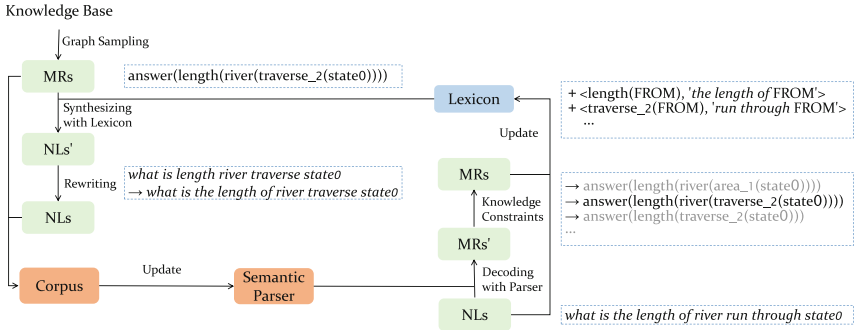 Knowledge Base
Graph Sampling
MRs
answer(length(river(traverse_2(state0))))
Synthesizing
with Lexicon
Lexicon
+ <length(FROM), 'the length of FROM'>
+ <traverse_2(FROM), 'run through FROM'>
...
Update
NLs'
Rewriting
what is length river traverse state0
→ what is the length of river traverse state0
NLs
MRs
Knowledge
Constraints
→ answer(length(river(area_1(state0))))
→ answer(length(river(traverse_2(state0))))
→ answer(length(traverse_2(state0)))
...
MRs'
Corpus
Update
Semantic
Parser
Decoding
with Parser
NLs
what is the length of river run through state0